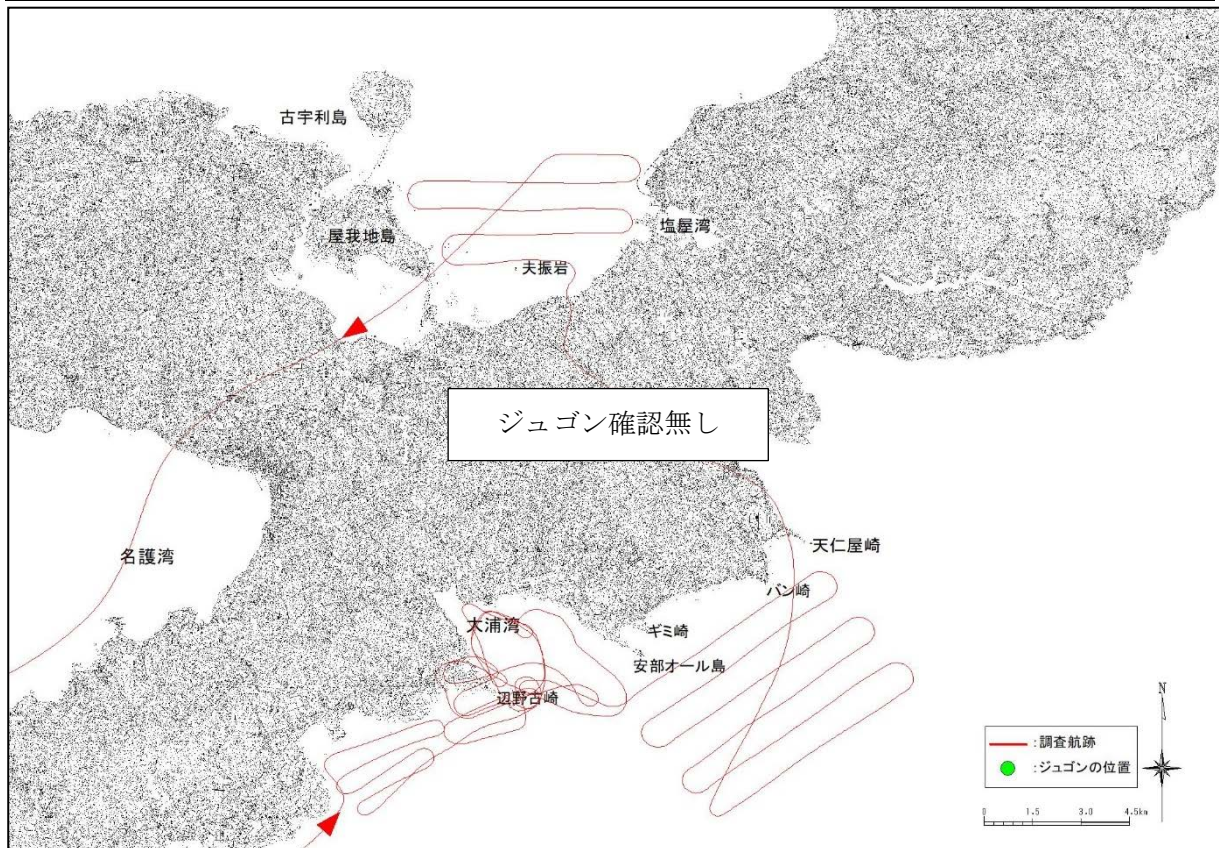 古宇利島
屋我地島
塩屋湾
夫振岩
ジュゴン確認無し
名護湾
天仁屋崎
バン崎
大浦湾
ギミ崎
安部オール島
辺野古崎
N
:調査航跡
:ジュゴンの位置
0 1.5 3.0 4.5km